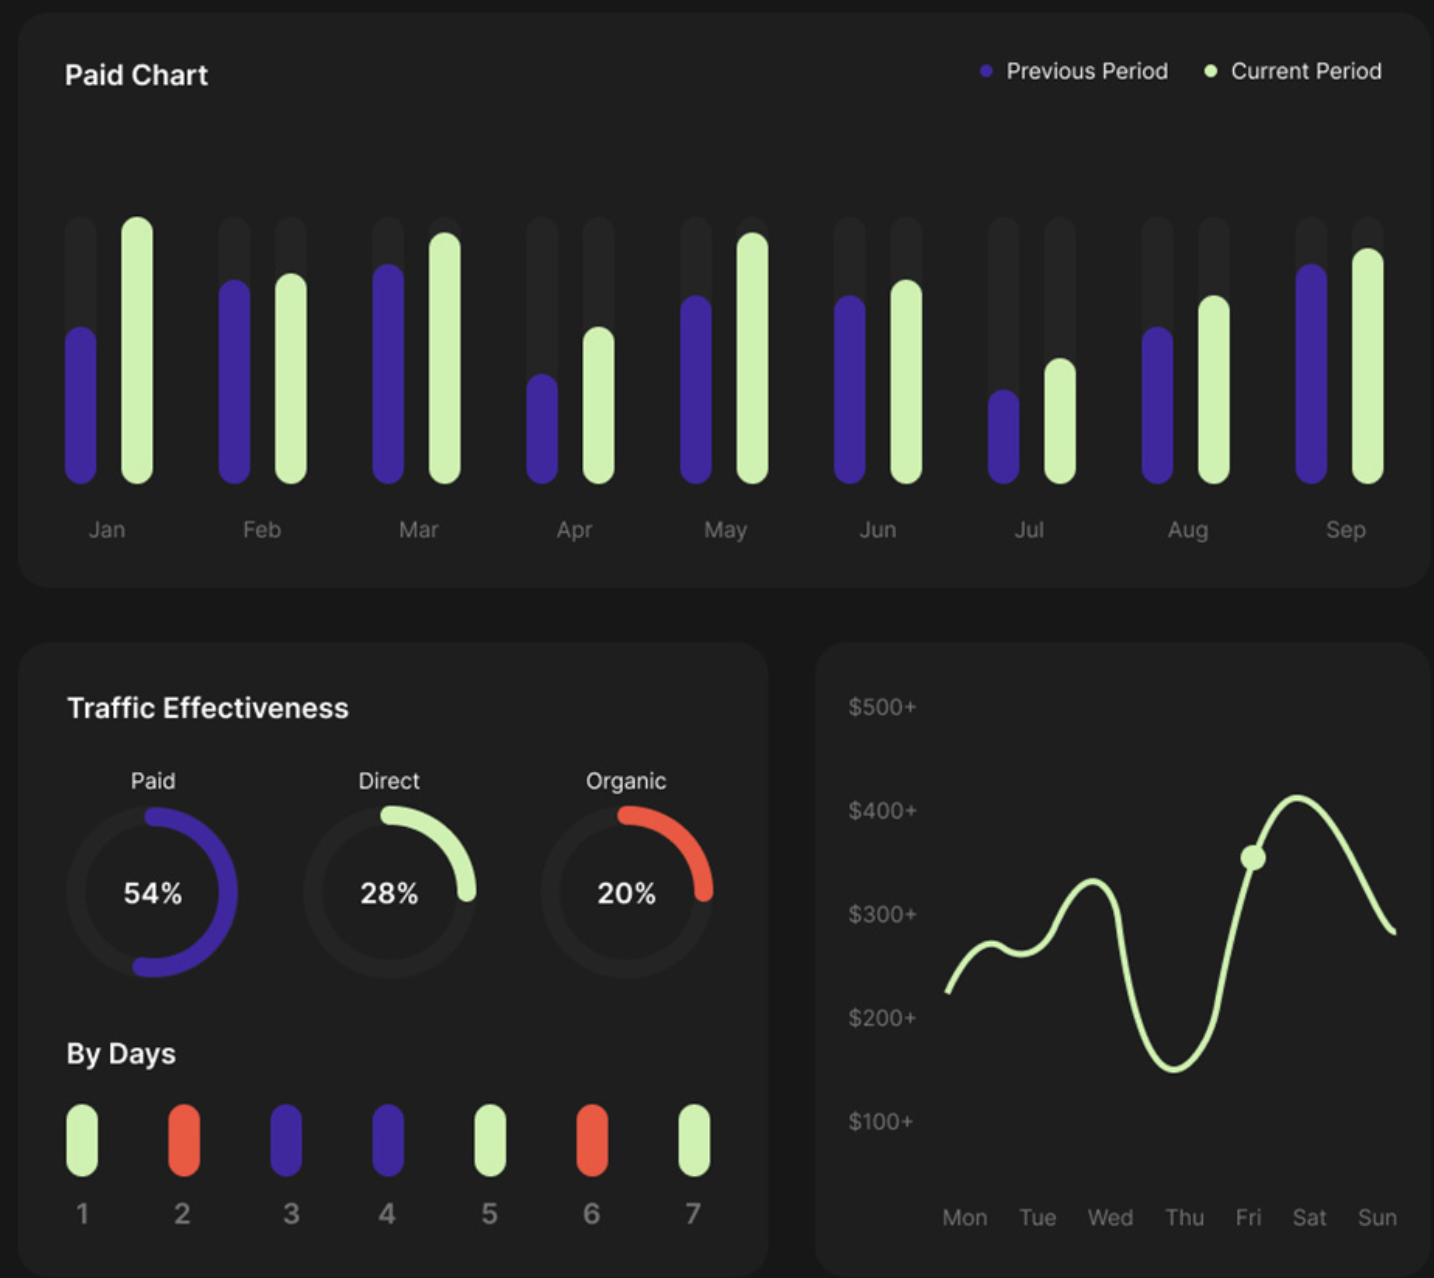 Paid Chart
Previous Period
Current Period
Jan Feb Mar Apr May Jun Jul Aug Sep
Traffic Effectiveness
Paid Direct Organic
54% 28% 20%
By Days
1 2 3 4 5 6 7
$500+
$400+
$300+
$200+
$100+
Mon Tue Wed Thu Fri Sat Sun